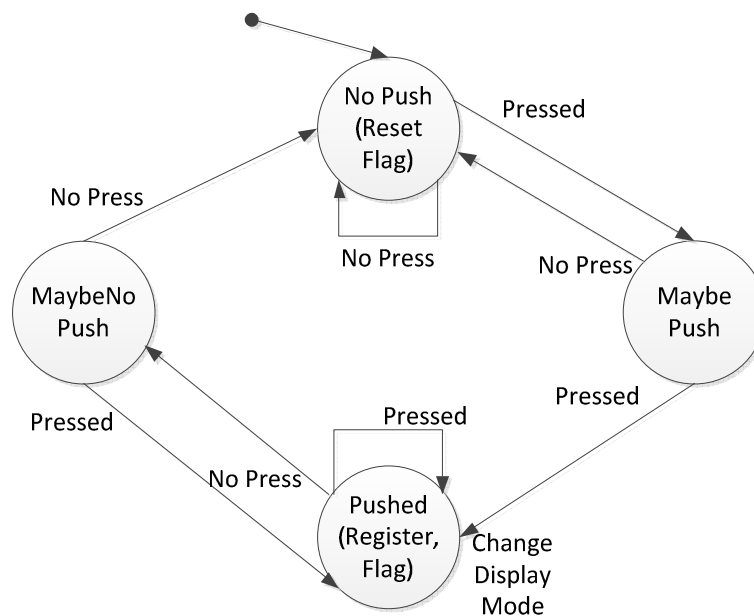 No Push
(Reset
Flag)
Pressed
No Press
No Press
No Press
MaybeNo
Push
Maybe
Push
Pressed
Pressed
Pressed
No Press
Pushed
(Register,
Flag)
Change
Display
Mode